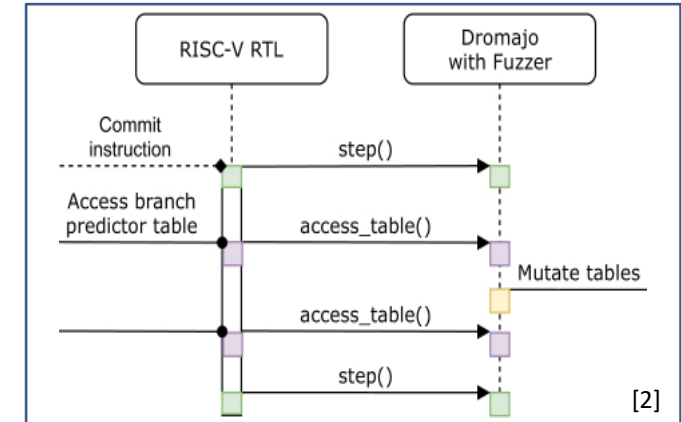 RISC-V RTL
Dromajo
with Fuzzer
Commit
instruction
step()
Access branch
predictor table
access_table()
Mutate tables
access_table()
step()
[2]